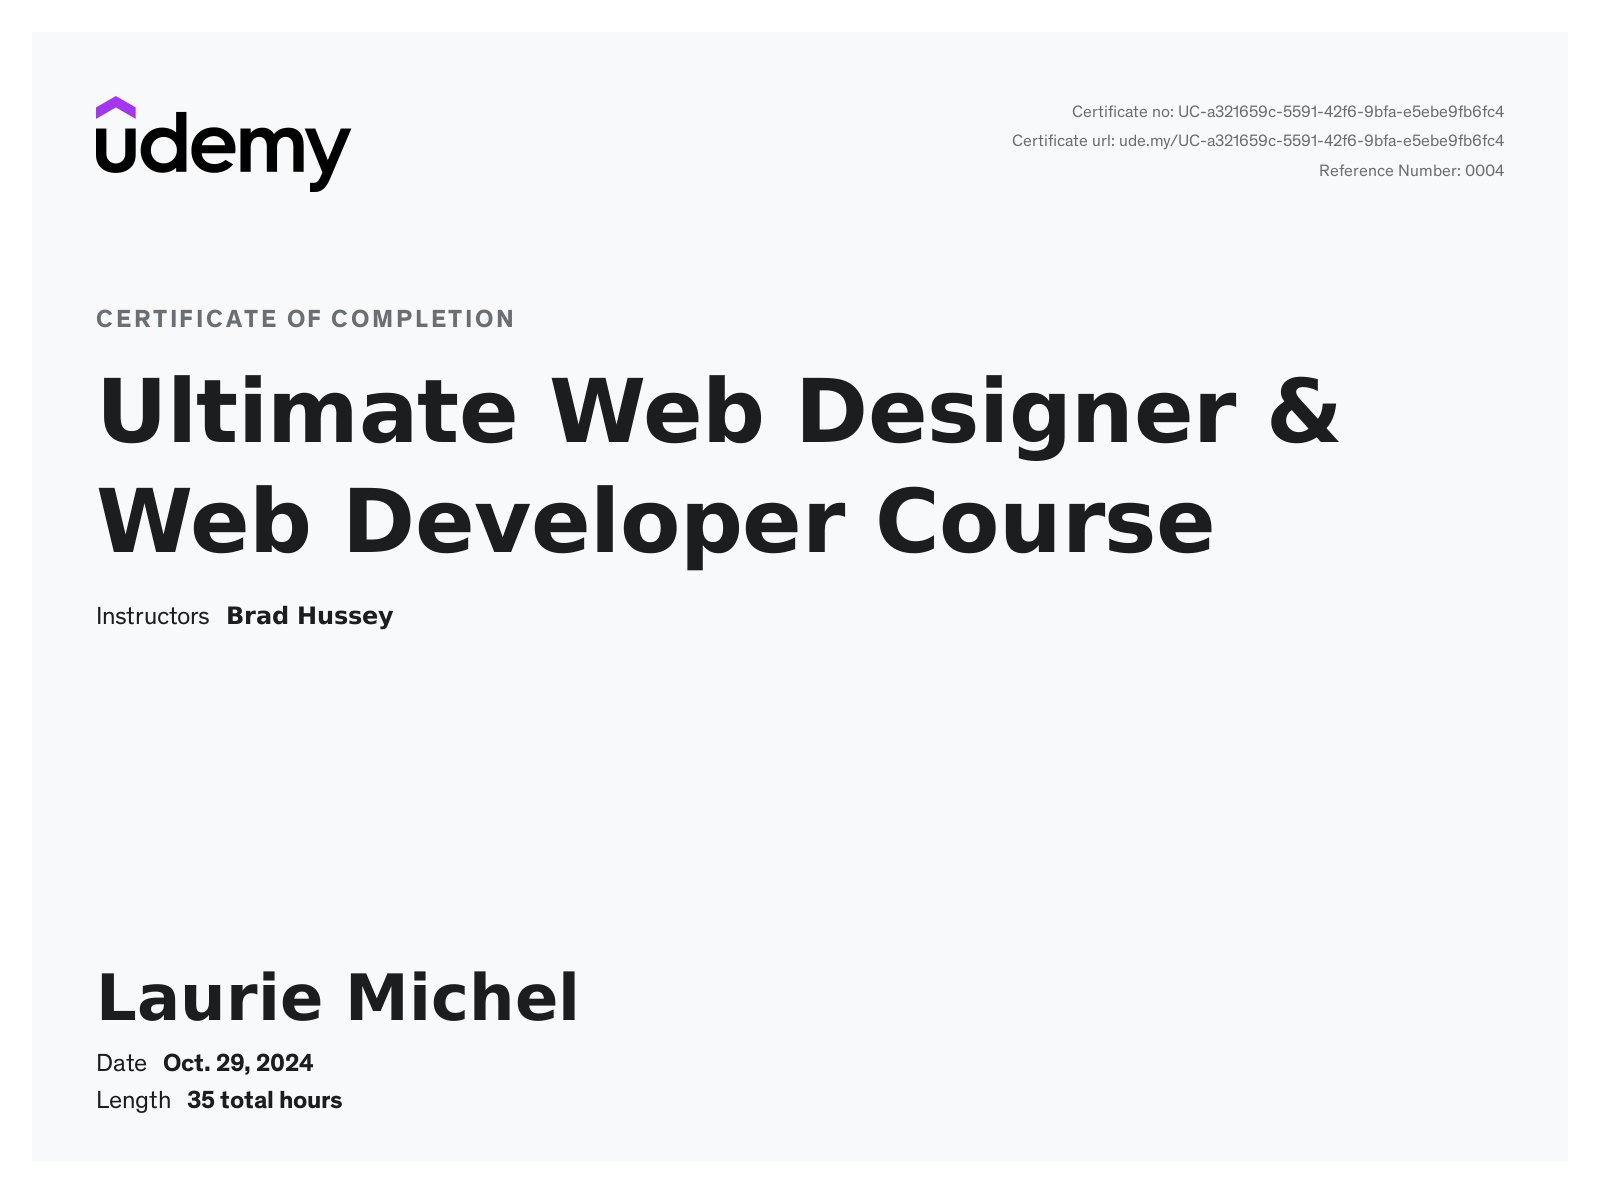 udemy
Certificate no: UC-a321659c-5591-42f6-9bfa-e5ebe9fb6fc4
Certificate url: ude.my/UC-a321659c-5591-42f6-9bfa-e5ebe9fb6fc4
Reference Number: 0004
CERTIFICATE OF COMPLETION
Ultimate Web Designer &
Web Developer Course
Instructors Brad Hussey
Laurie Michel
Date Oct. 29, 2024
Length 35 total hours